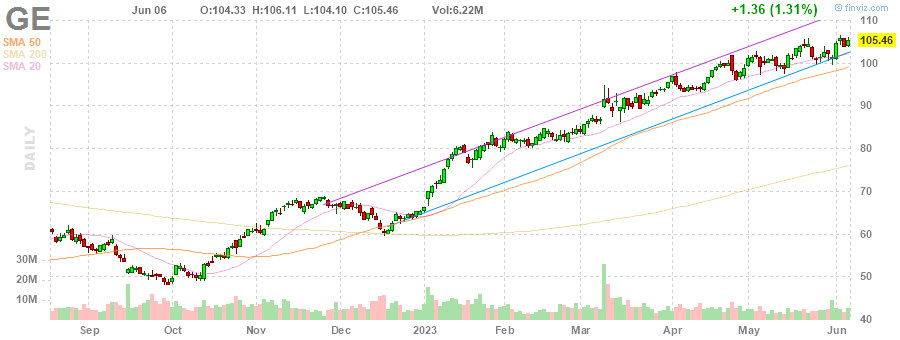 GE
Jun 06 O:104.33 H:106.11 L:104.10 C:105.46 Vol:6.22M
+1.36 (1.31%)
© finviz.com
SMA 50
SMA 200
SMA 20
DAILY
110
105.46
100
90
80
70
60
50
40
30M
20M
10M
Sep Oct Nov Dec 2023 Feb Mar Apr May Jun